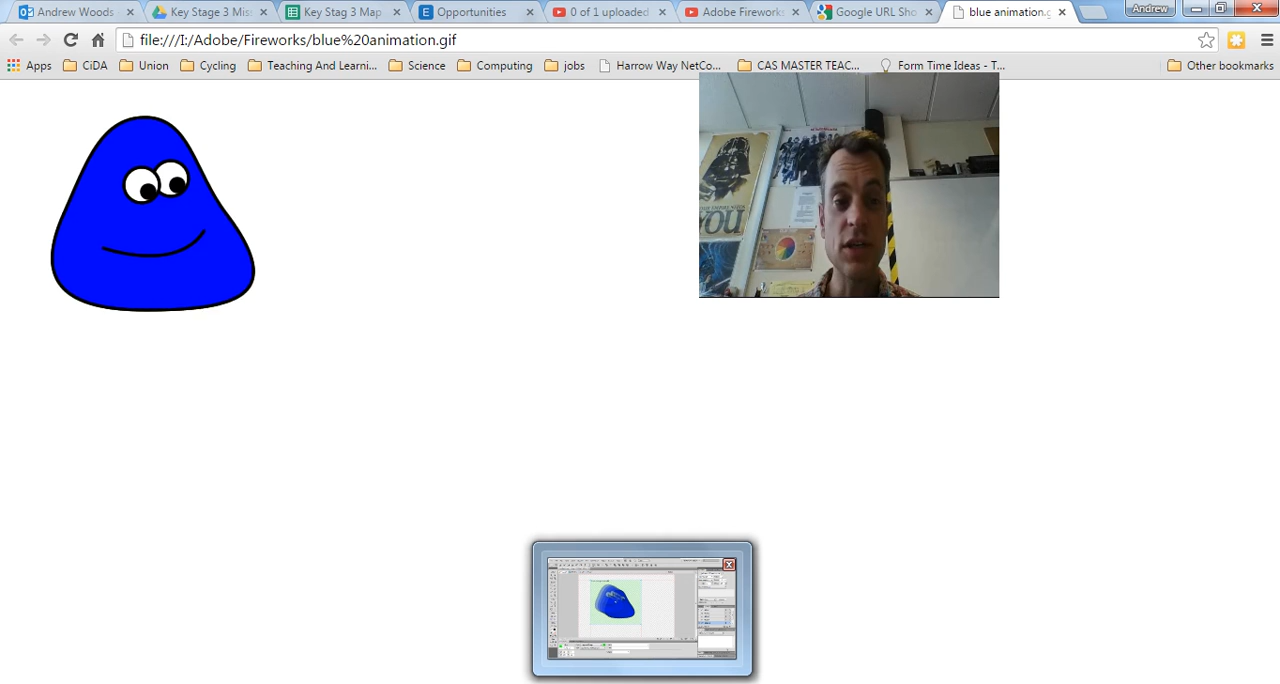 Andrew Woods
Key Stage 3 Mis
Key Stag 3 Map
Opportunities
0 of 1 uploaded
Adobe Firework
Google URL Sho
blue animation.g
Andrew
file:///I:/Adobe/Fireworks/blue%20animation.gif
Apps CiDA Union Cycling Teaching And Learni... Science Computing jobs Harrow Way NetCo... CAS MASTER TEAC... Form Time Ideas - T... Other bookmarks
YOU